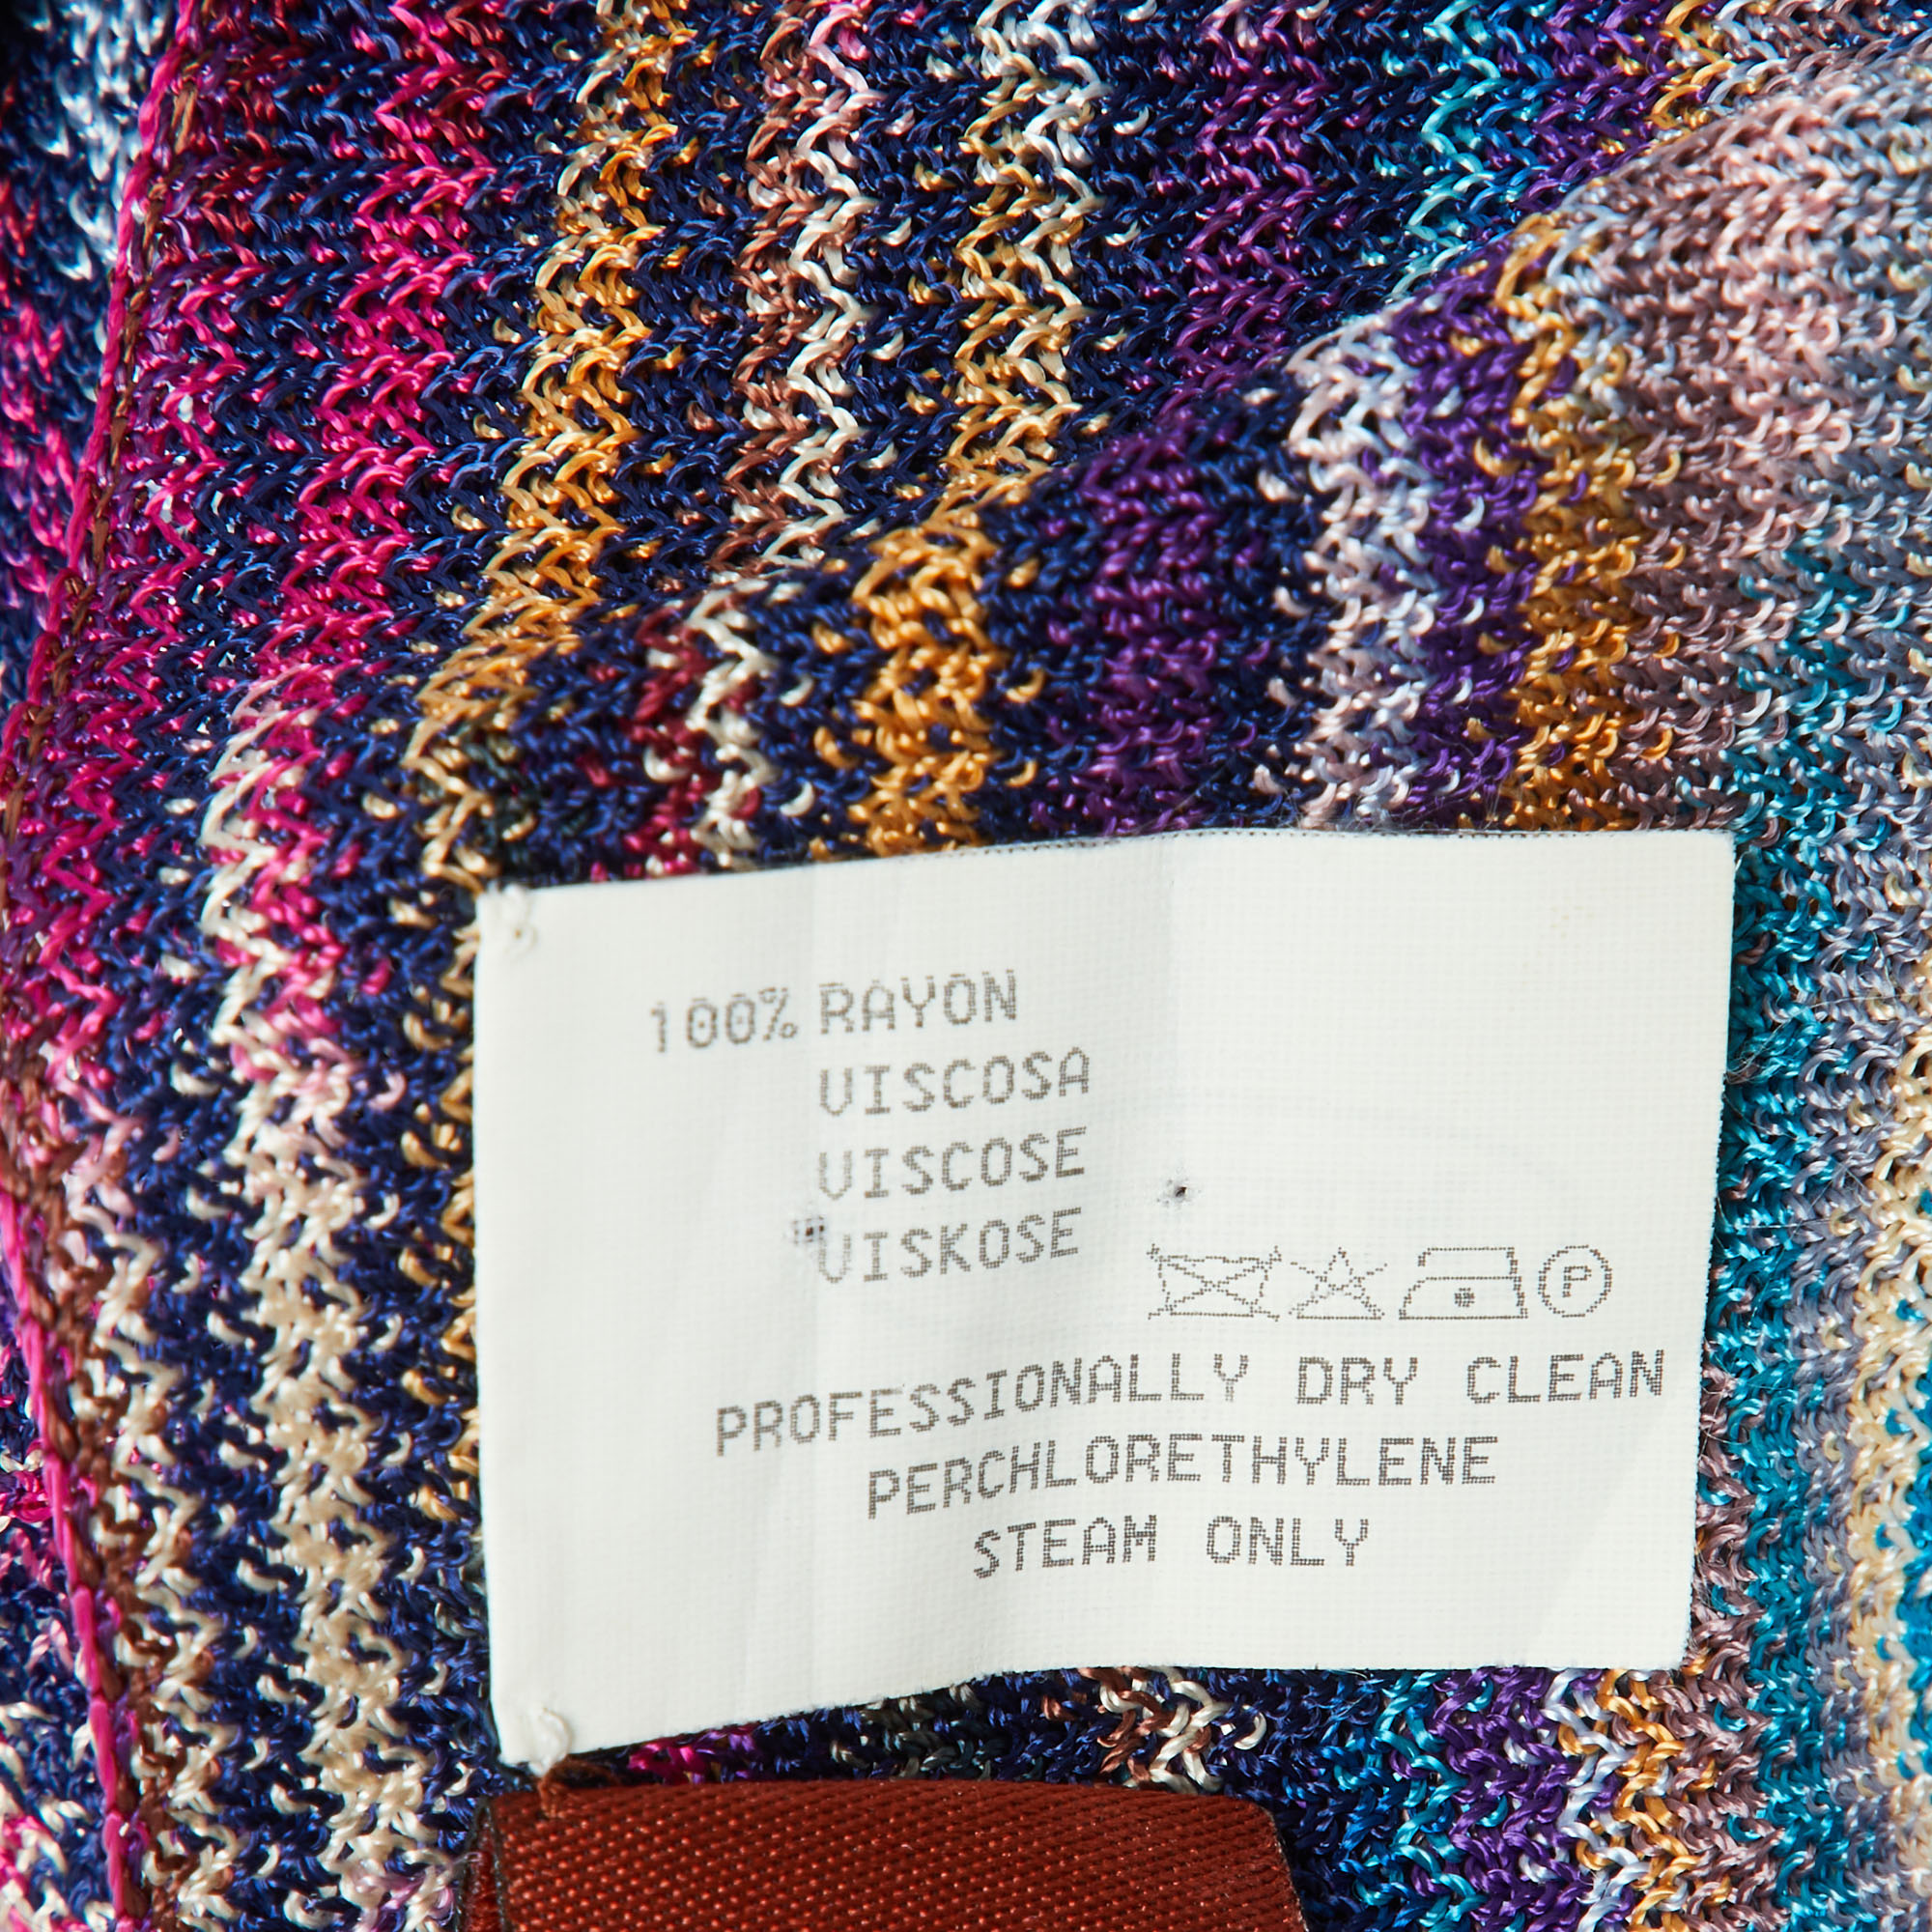 100% RAYON
VISCOSA
VISCOSE
VISKOSE
P
PROFESSIONALLY DRY CLEAN
PERCHLORETHYLENE
STEAM ONLY